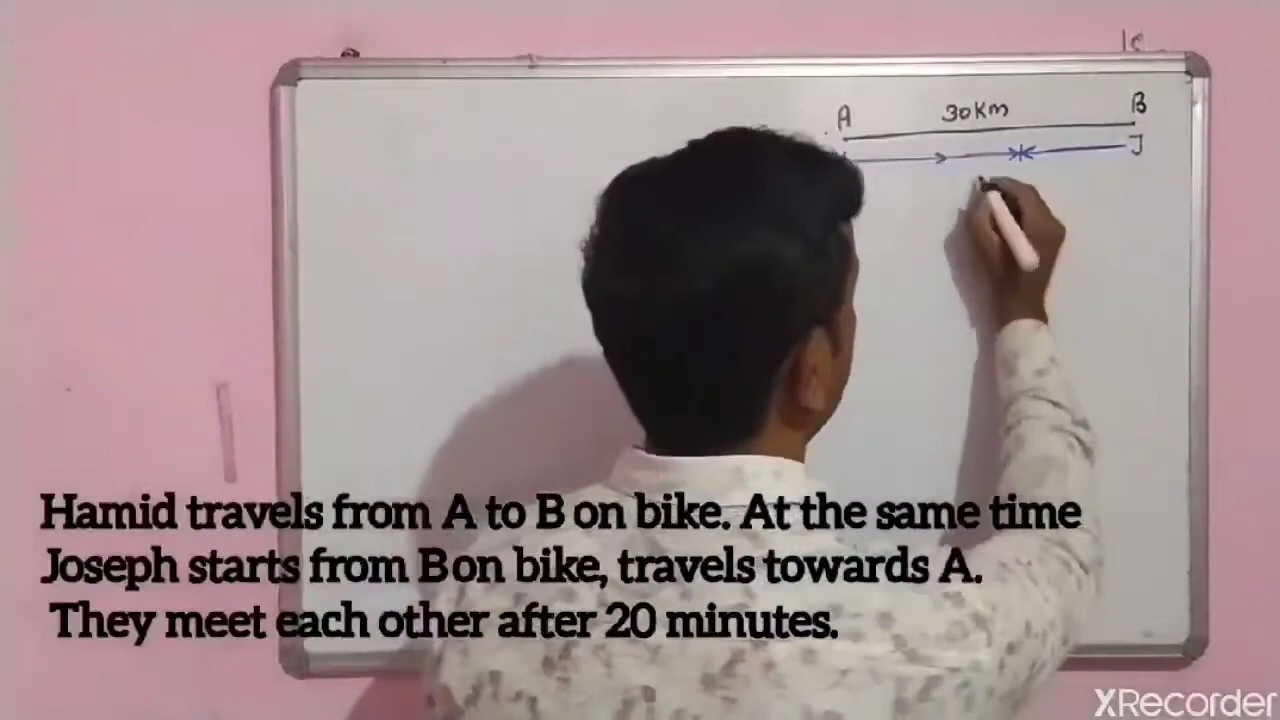 A 30Km B
J
Hamid travels from A to B on bike. At the same time
Joseph starts from B on bike, travels towards A.
They meet each other after 20 minutes.
XRecorder